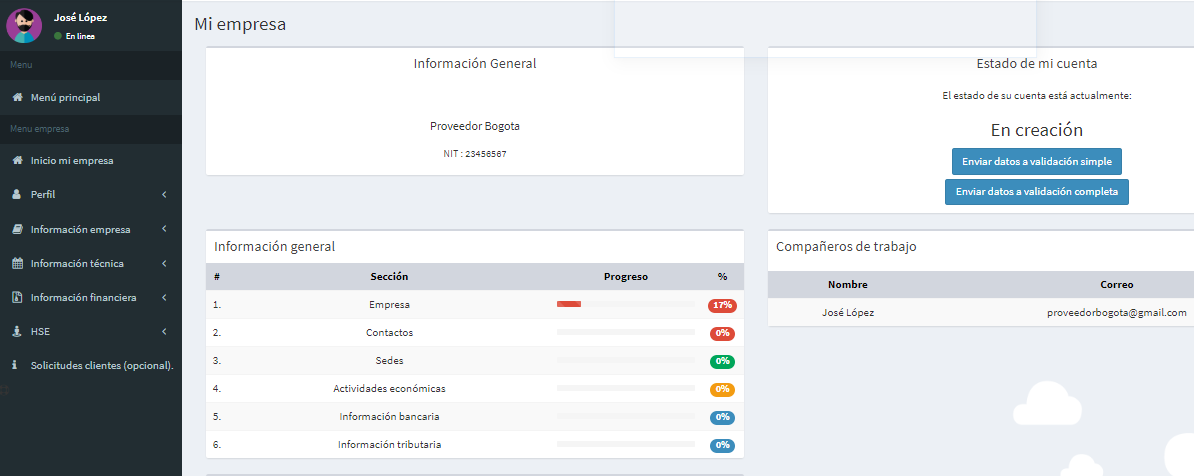 José López
En linea
Menu
Menú principal
Menu empresa
Inicio mi empresa
Perfil
Información empresa
Información técnica
Información financiera
HSE
Solicitudes clientes (opcional).
Mi empresa
Información General
Proveedor Bogota
NIT : 23456567
Estado de mi cuenta
El estado de su cuenta está actualmente:
En creación
Enviar datos a validación simple
Enviar datos a validación completa
Información general
# Sección Progreso %
1. Empresa 17%
2. Contactos 0%
3. Sedes 0%
4. Actividades económicas 0%
5. Información bancaria 0%
6. Información tributaria 0%
Compañeros de trabajo
Nombre Correo
José López proveedorbogota@gmail.com